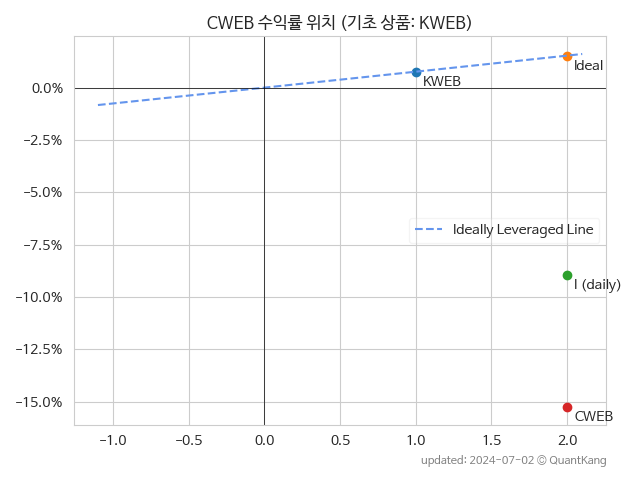 CWEB 수익률 위치 (기초 상품: KWEB)
0.0%
−2.5%
−5.0%
−7.5%
−10.0%
−12.5%
−15.0%
Ideal
KWEB
Ideally Leveraged Line
I (daily)
CWEB
−1.0 −0.5 0.0 0.5 1.0 1.5 2.0
updated: 2024-07-02 © QuantKang